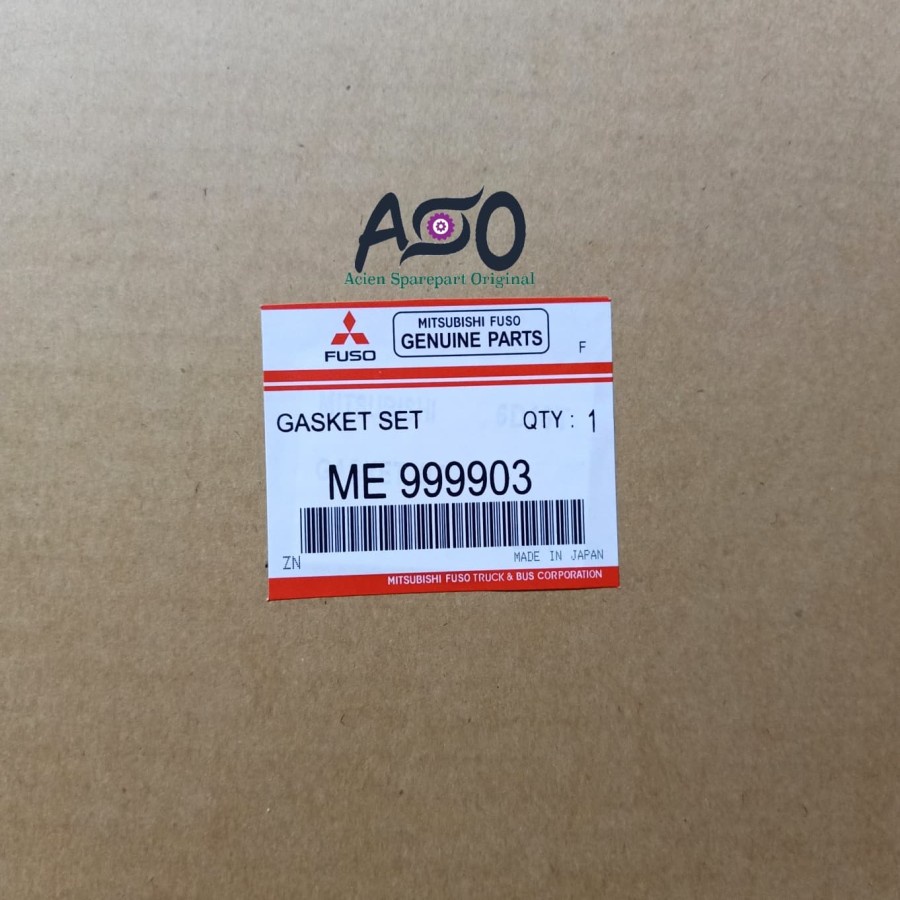 ASO
Acien Sparepart Original
FUSO
MITSUBISHI FUSO
GENUINE PARTS
F
GASKET SET QTY : 1
ME 999903
ZN
MADE IN JAPAN
MITSUBISHI FUSO TRUCK & BUS CORPORATION